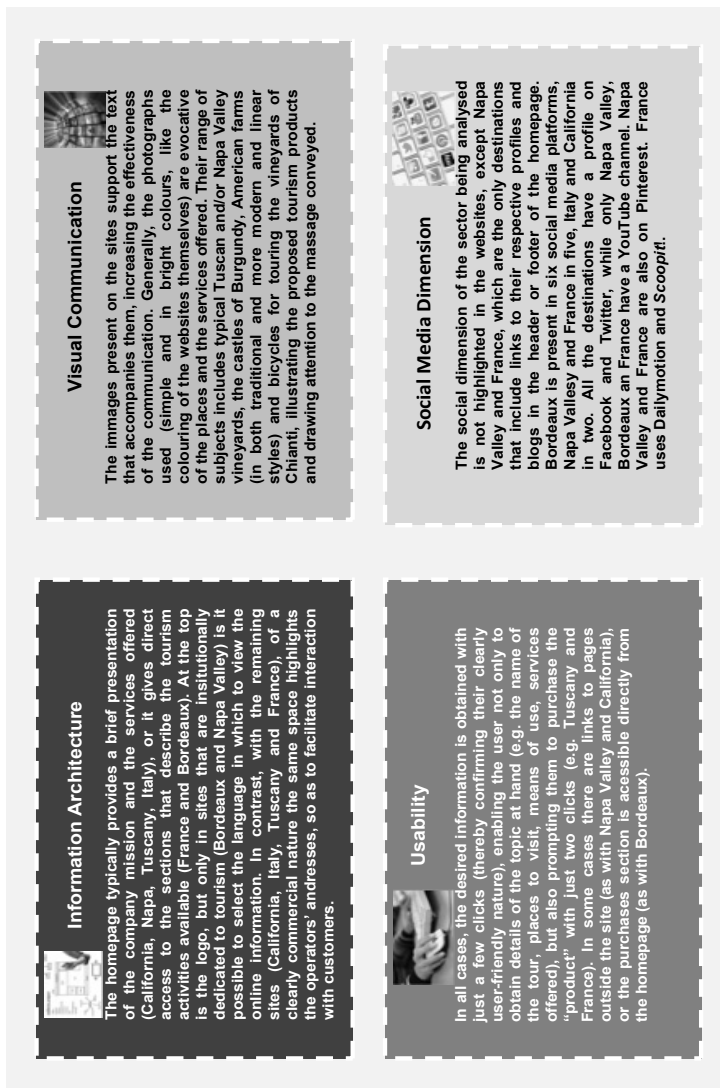 Information Architecture
The homepage typically provides a brief presentation
of the company mission and the services offered
(California, Napa, Tuscany, Italy), or it gives direct
access to the sections that describe the tourism
activities available (France and Bordeaux). At the top
is the logo, but only in sites that are insitutionally
dedicated to tourism (Bordeaux and Napa Valley) is it
possible to select the language in which to view the
online information. In contrast, with the remaining
sites (California, Italy, Tuscany and France), of a
clearly commercial nature the same space highlights
the operators' andresses, so as to facilitate interaction
with customers.
Visual Communication
The immages present on the sites support the text
that accompanies them, increasing the effectiveness
of the communication. Generally, the photographs
used (simple and in bright colours, like the
colouring of the websites themselves) are evocative
of the places and the services offered. Their range of
subjects includes typical Tuscan and/or Napa Valley
vineyards, the castles of Burgundy, American farms
(in both traditional and more modern and linear
styles) and bicycles for touring the vineyards of
Chianti, illustrating the proposed tourism products
and drawing attention to the massage conveyed.
Usability
In all cases, the desired information is obtained with
just a few clicks (thereby confirming their clearly
user-friendly nature), enabling the user not only to
obtain details of the topic at hand (e.g. the name of
the tour, places to visit, means of use, services
offered), but also prompting them to purchase the
“product” with just two clicks (e.g. Tuscany and
France). In some cases there are links to pages
outside the site (as with Napa Valley and California),
or the purchases section is acessible directly from
the homepage (as with Bordeaux).
Social Media Dimension
The social dimension of the sector being analysed
is not highlighted in the websites, except Napa
Valley and France, which are the only destinations
that include links to their respective profiles and
blogs in the header or footer of the homepage.
Bordeaux is present in six social media platforms,
Napa Vallesy and France in five, Italy and California
in two. All the destinations have a profile on
Facebook and Twitter, while only Napa Valley,
Bordeaux an France have a YouTube channel. Napa
Valley and France are also on Pinterest. France
uses Dailymotion and Scoopit!.